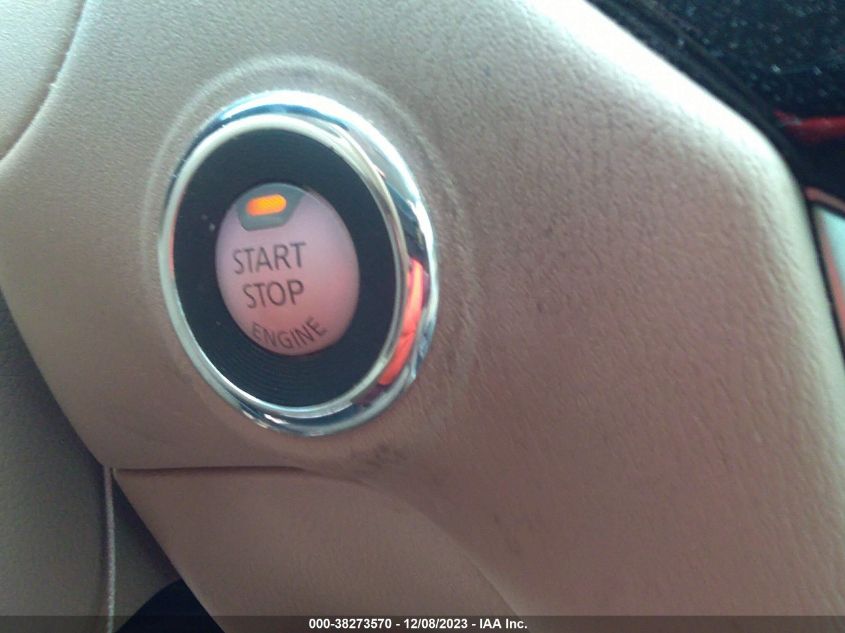 START
STOP
ENGINE
000-38273570 - 12/08/2023 - IAA Inc.